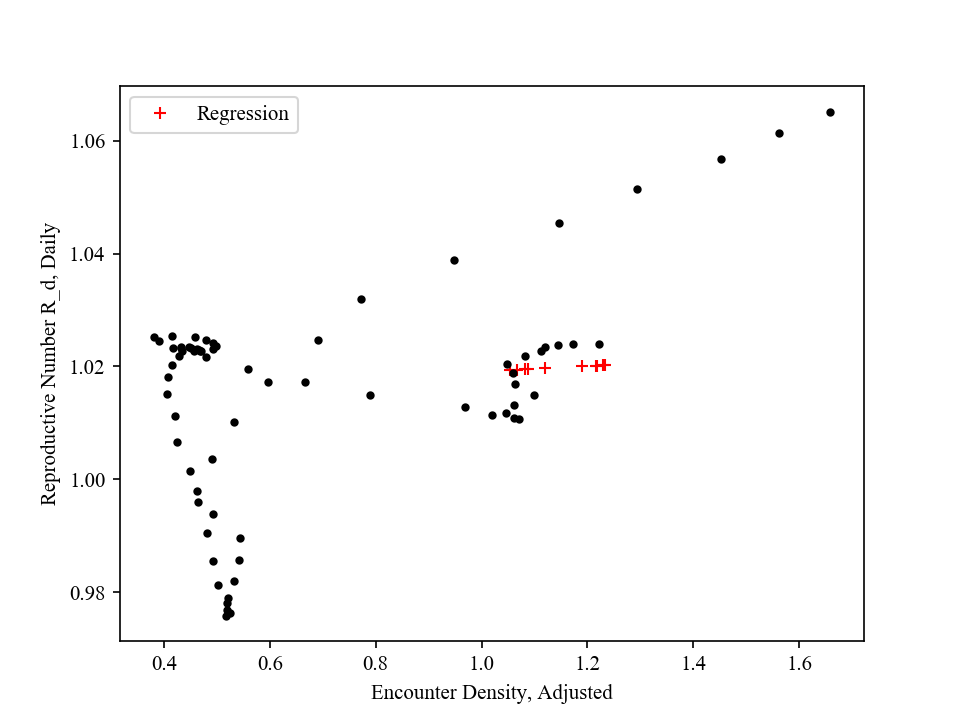 Regression
1.06
1.04
1.02
1.00
0.98
Reproductive Number R_d, Daily
0.4 0.6 0.8 1.0 1.2 1.4 1.6
Encounter Density, Adjusted